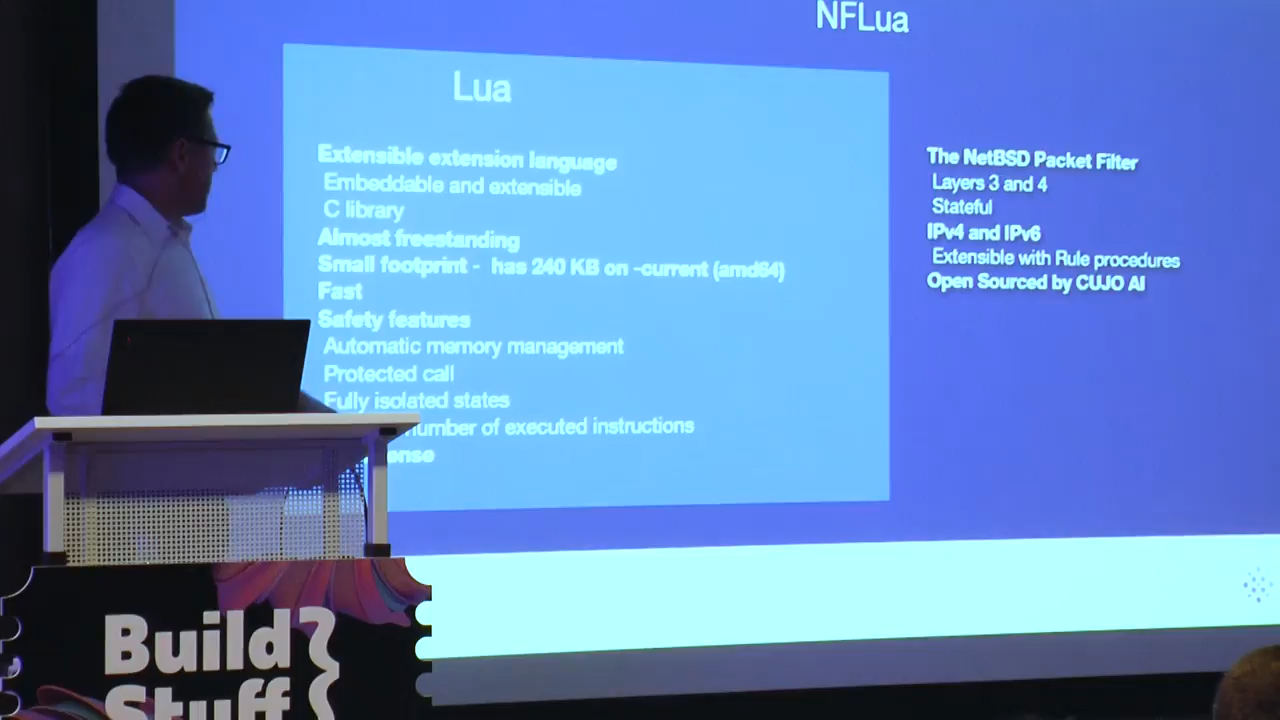 NFLua
Lua
Extensible extension language
Embeddable and extensible
C library
Almost freestanding
Small footprint - has 240 KB on -current (amd64)
Fast
Safety features
Automatic memory management
Protected call
Fully isolated states
number of executed instructions
The NetBSD Packet Filter
Layers 3 and 4
Stateful
IPv4 and IPv6
Extensible with Rule procedures
Open Sourced by CUJO AI
Build
Stuff